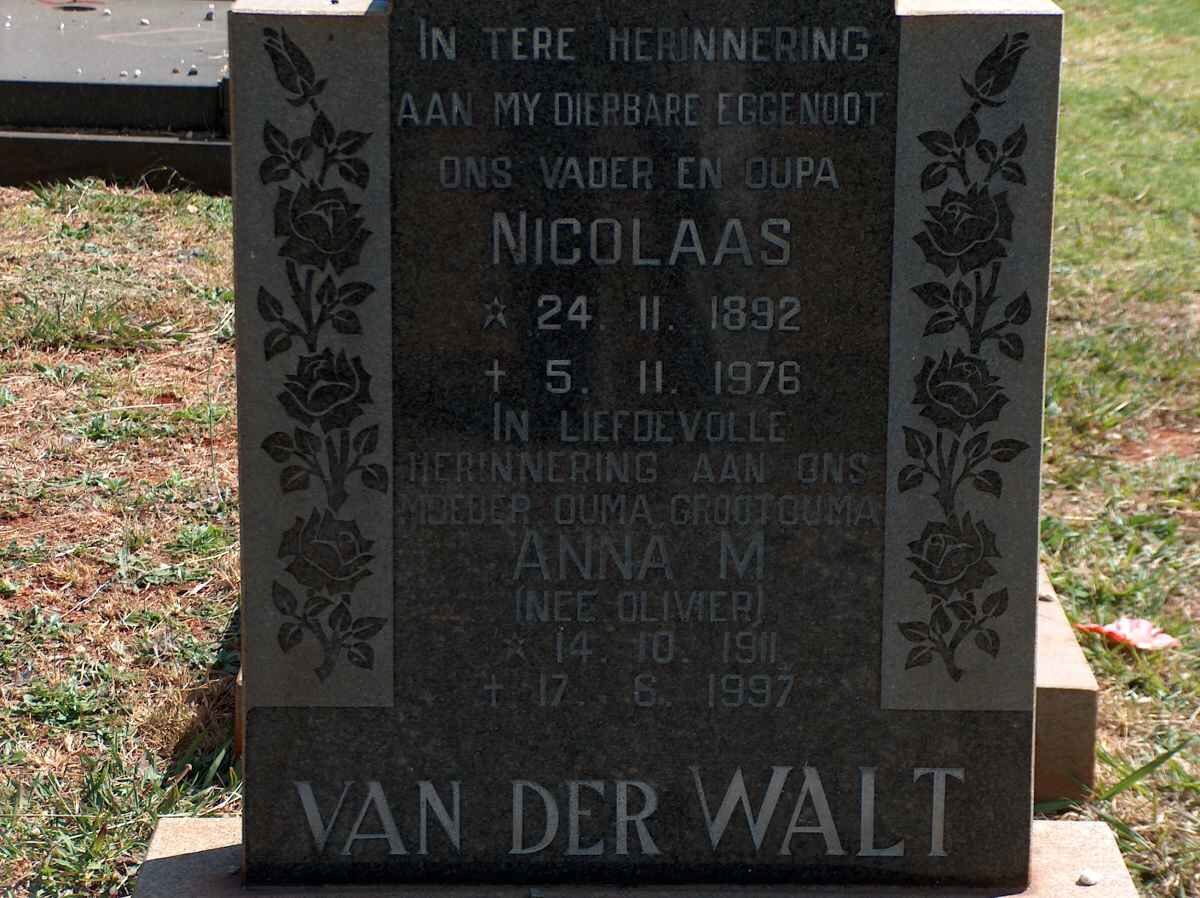 IN TERE HERINNERING
AAN MY DIERBARE EGGENOOT
ONS VADER EN OUPA
NICOLAAS
☆ 24. 11. 1892
† 5. 11. 1976
IN LIEFDEVOLLE
HERINNERING AAN ONS
MOEDER OUMA GROOTOUMA
ANNA M
(NEE OLIVIER)
☆ 14. 10. 1911
† 17. 6. 1997
VAN DER WALT